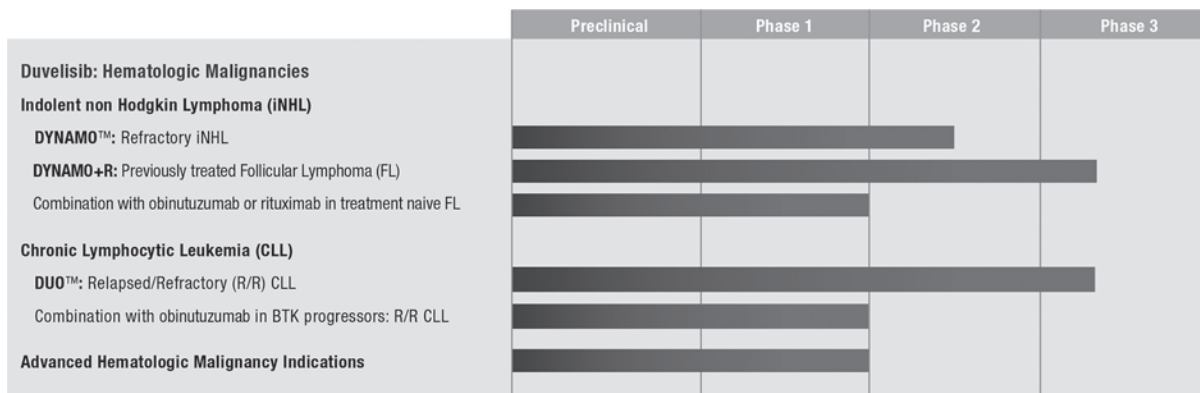 Preclinical Phase 1 Phase 2 Phase 3
Duvelisib: Hematologic Malignancies
Indolent non Hodgkin Lymphoma (iNHL)
DYNAMO™: Refractory iNHL
DYNAMO+R: Previously treated Follicular Lymphoma (FL)
Combination with obinutuzumab or rituximab in treatment naive FL
Chronic Lymphocytic Leukemia (CLL)
DUO™: Relapsed/Refractory (R/R) CLL
Combination with obinutuzumab in BTK progressors: R/R CLL
Advanced Hematologic Malignancy Indications